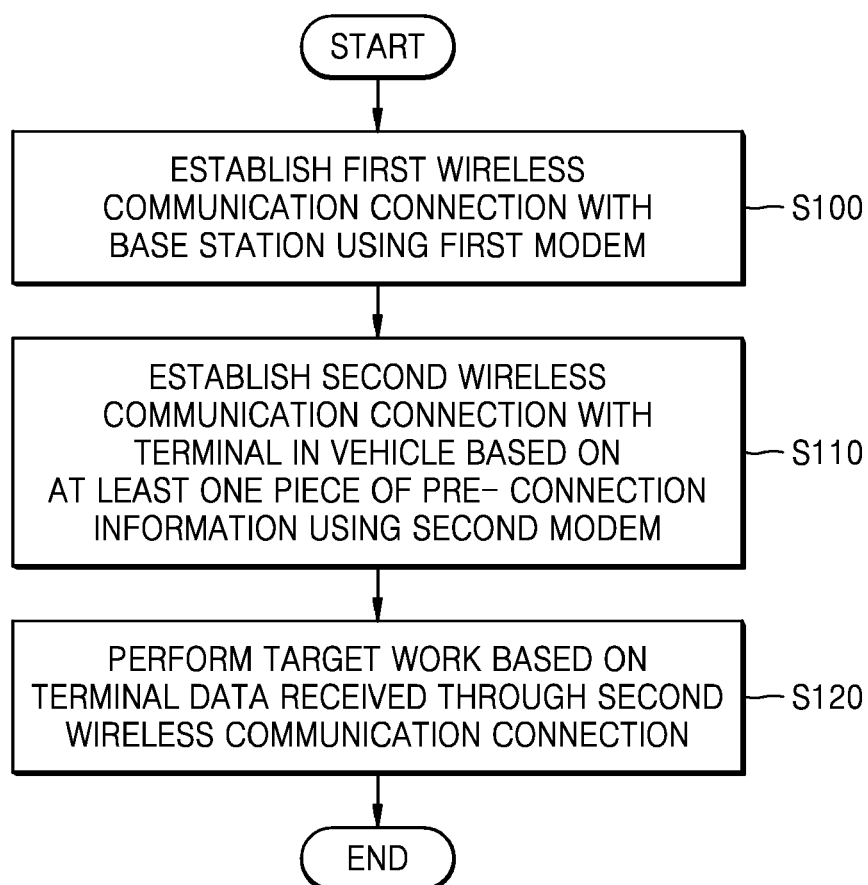 START
ESTABLISH FIRST WIRELESS
COMMUNICATION CONNECTION WITH
BASE STATION USING FIRST MODEM
S100
ESTABLISH SECOND WIRELESS
COMMUNICATION CONNECTION WITH
TERMINAL IN VEHICLE BASED ON
AT LEAST ONE PIECE OF PRE- CONNECTION
INFORMATION USING SECOND MODEM
S110
PERFORM TARGET WORK BASED ON
TERMINAL DATA RECEIVED THROUGH SECOND
WIRELESS COMMUNICATION CONNECTION
S120
END